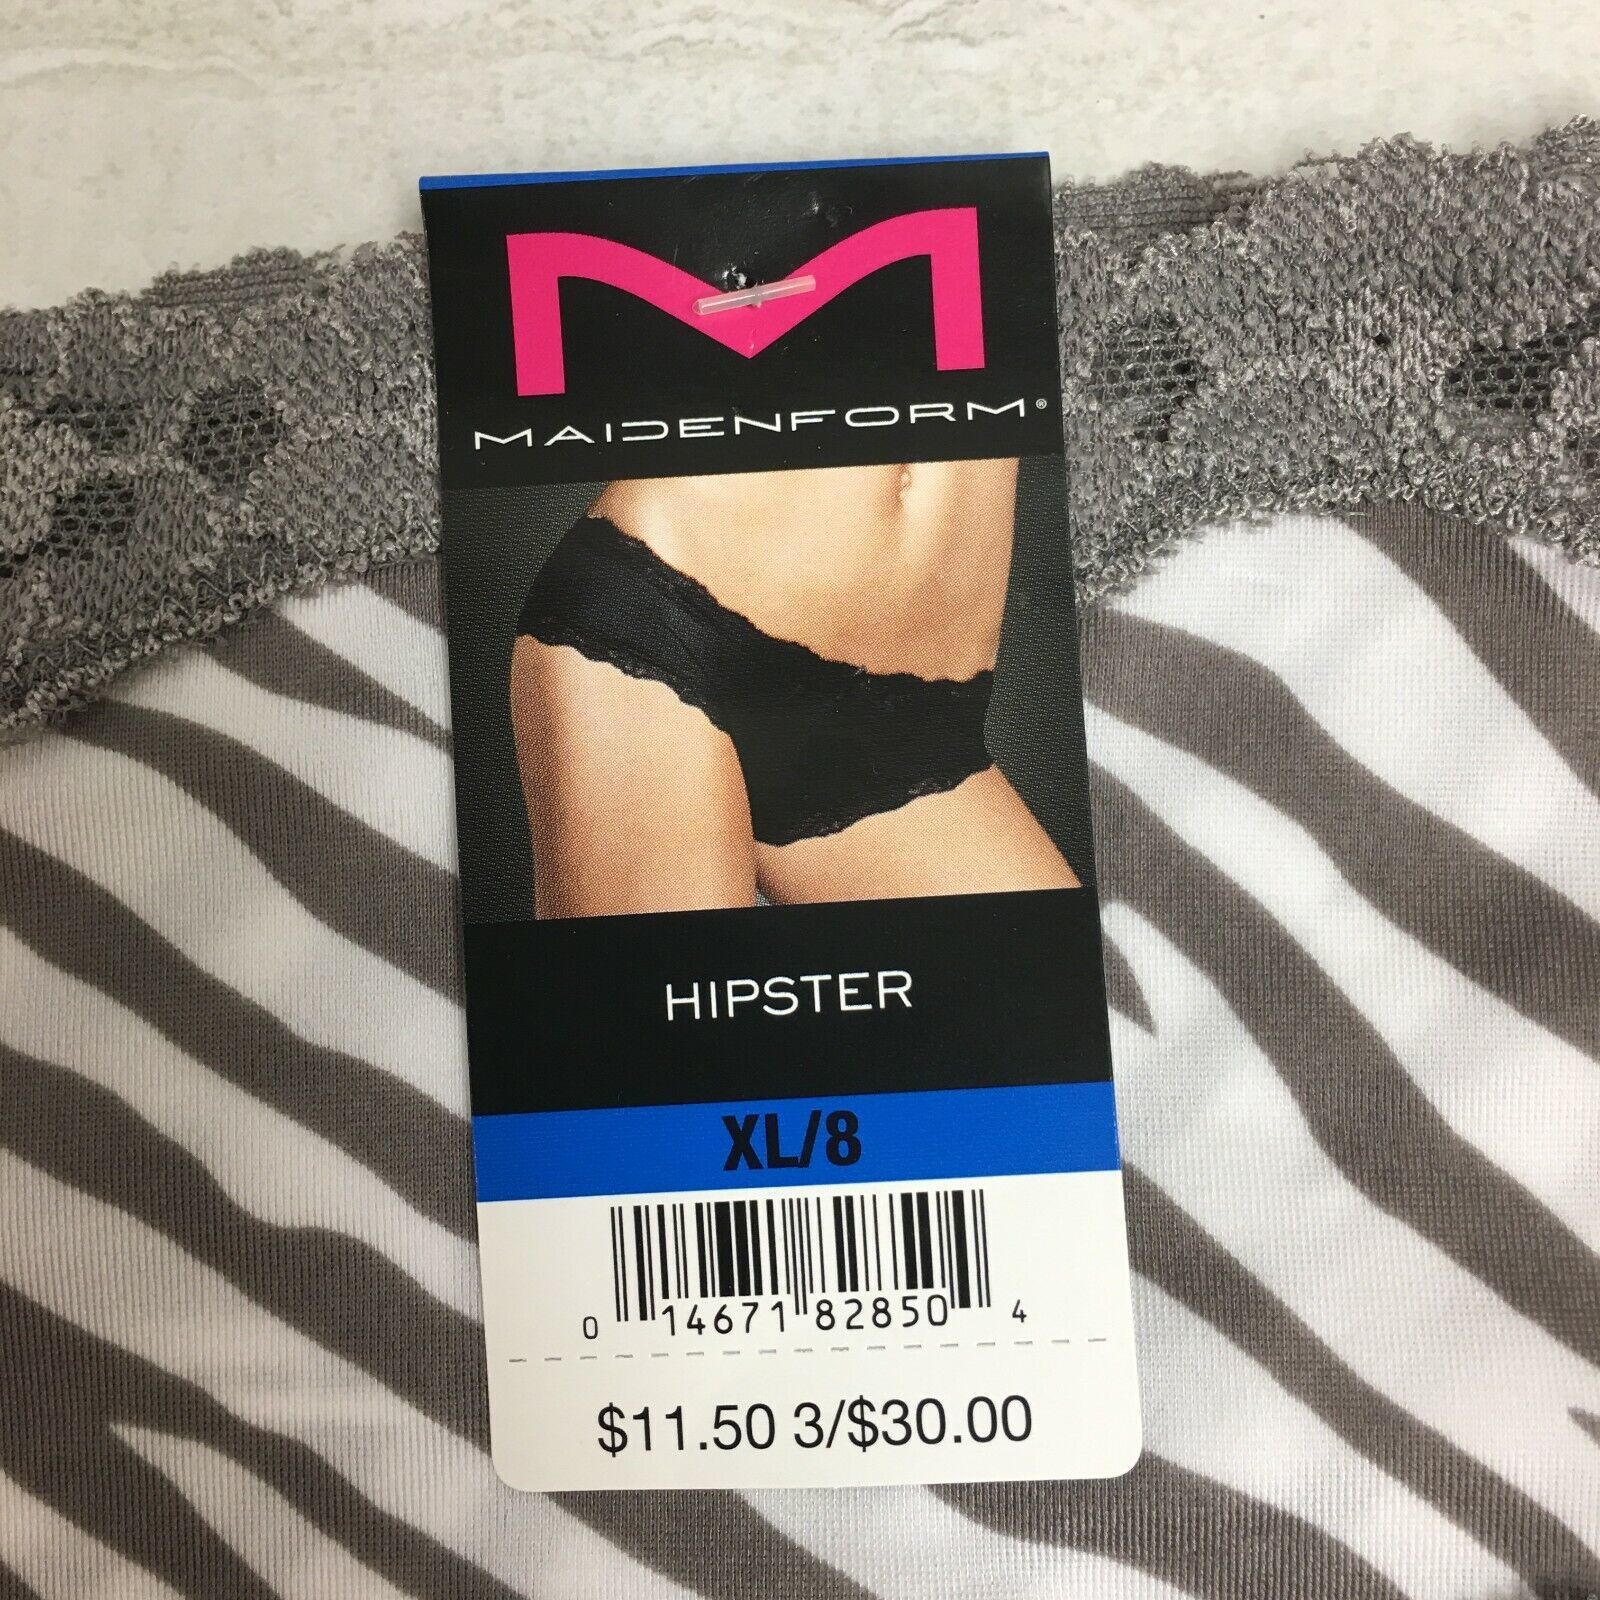 M
MAIDENFORM®
HIPSTER
XL/8
0 14671 82850 4
$11.50 3/$30.00